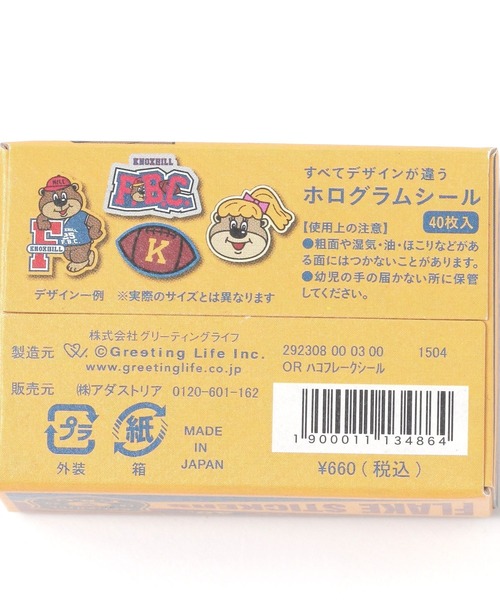 HILL
F
KNOXHILL
KNOXHILL
F.B.C.
K
すべてデザインが違う
ホログラムシール
40枚入
【使用上の注意】
●粗面や湿気・油・ほこりなどがあ
る面にはつかないことがあります。
●幼児の手の届かない所に保管
してください。
デザイン一例 ※実際のサイズとは異なります
株式会社グリーティングライフ
製造元 ©Greeting Life Inc.
www.greetinglife.co.jp
販売元 ㈱アダストリア 0120-601-162
292308 00 03 00 1504
OR ハコフレークシール
1900011134864
¥660(税込)
プラ
外装
紙
箱
MADE
IN
JAPAN
FLAKE STICKERS